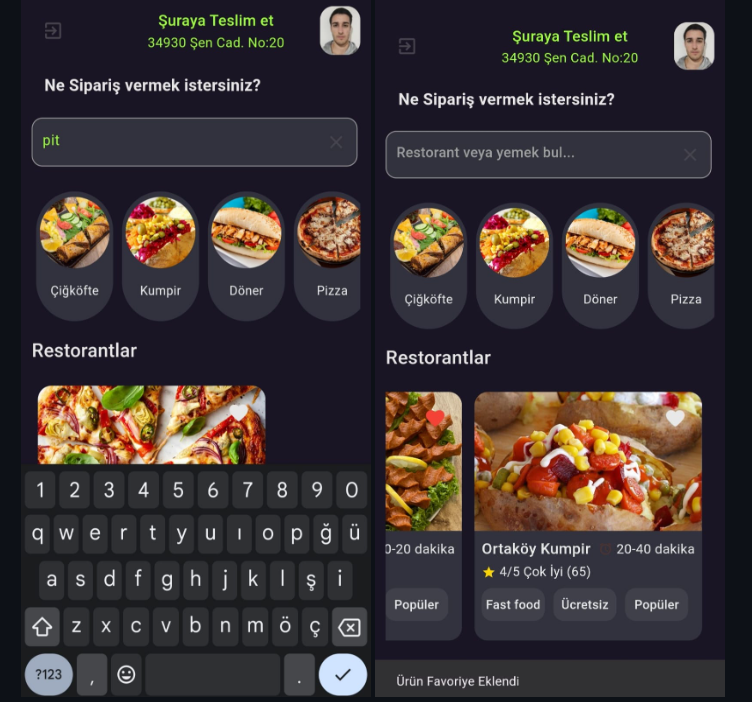 Şuraya Teslim et
34930 Şen Cad. No:20
Ne Sipariş vermek istersiniz?
pit
Çiğköfte
Kumpir
Döner
Pizza
Restorantlar
1 2 3 4 5 6 7 8 9 0
q w e r t y u ı o p ğ ü
a s d f g h j k l ş i
z x c v b n m ö ç
?123 , .
Şuraya Teslim et
34930 Şen Cad. No:20
Ne Sipariş vermek istersiniz?
Restorant veya yemek bul...
Çiğköfte
Kumpir
Döner
Pizza
Restorantlar
0-20 dakika
Popüler
Ortaköy Kumpir 20-40 dakika
4/5 Çok İyi (65)
Fast food
Ücretsiz
Popüler
Ürün Favoriye Eklendi